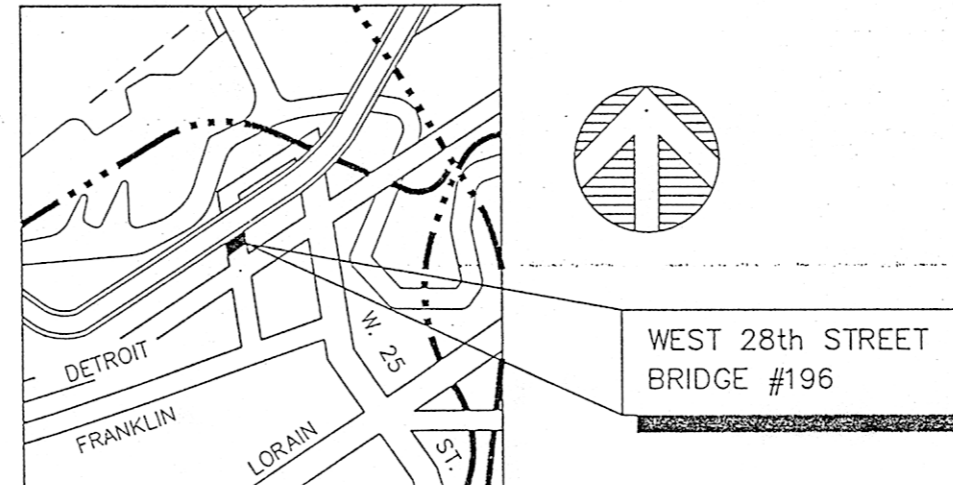 WEST 28th STREET
BRIDGE #196
DETROIT
W. 25
FRANKLIN
LORAIN
ST.